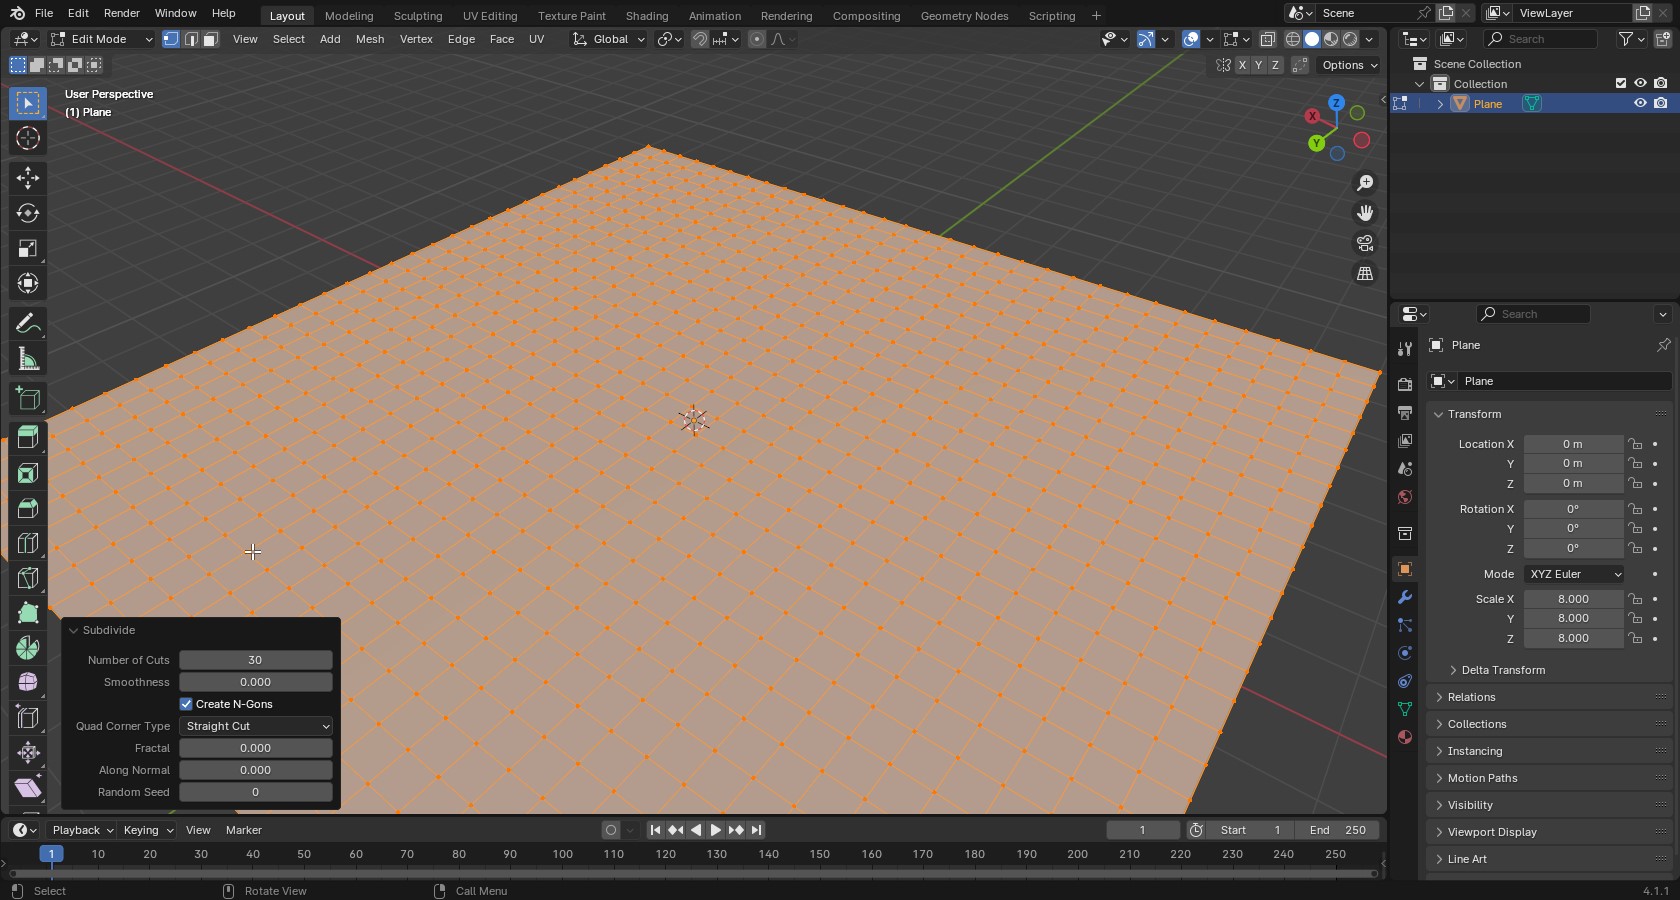 File Edit Render Window Help Layout Modeling Sculpting UV Editing Texture Paint Shading Animation Rendering Compositing Geometry Nodes Scripting + Scene ViewLayer
Edit Mode View Select Add Mesh Vertex Edge Face UV Global Search
X Y Z Options
Scene Collection
Collection
Plane
User Perspective
(1) Plane
Z
X
Y
Search
Plane
Plane
Transform
Location X 0 m
Y 0 m
Z 0 m
Rotation X 0°
Y 0°
Z 0°
Mode XYZ Euler
Scale X 8.000
Y 8.000
Z 8.000
Delta Transform
Relations
Collections
Instancing
Motion Paths
Visibility
Viewport Display
Line Art
Subdivide
Number of Cuts 30
Smoothness 0.000
Create N-Gons
Quad Corner Type Straight Cut
Fractal 0.000
Along Normal 0.000
Random Seed 0
Playback Keying View Marker 1 Start 1 End 250
1 10 20 30 40 50 60 70 80 90 100 110 120 130 140 150 160 170 180 190 200 210 220 230 240 250
Select Rotate View Call Menu 4.1.1